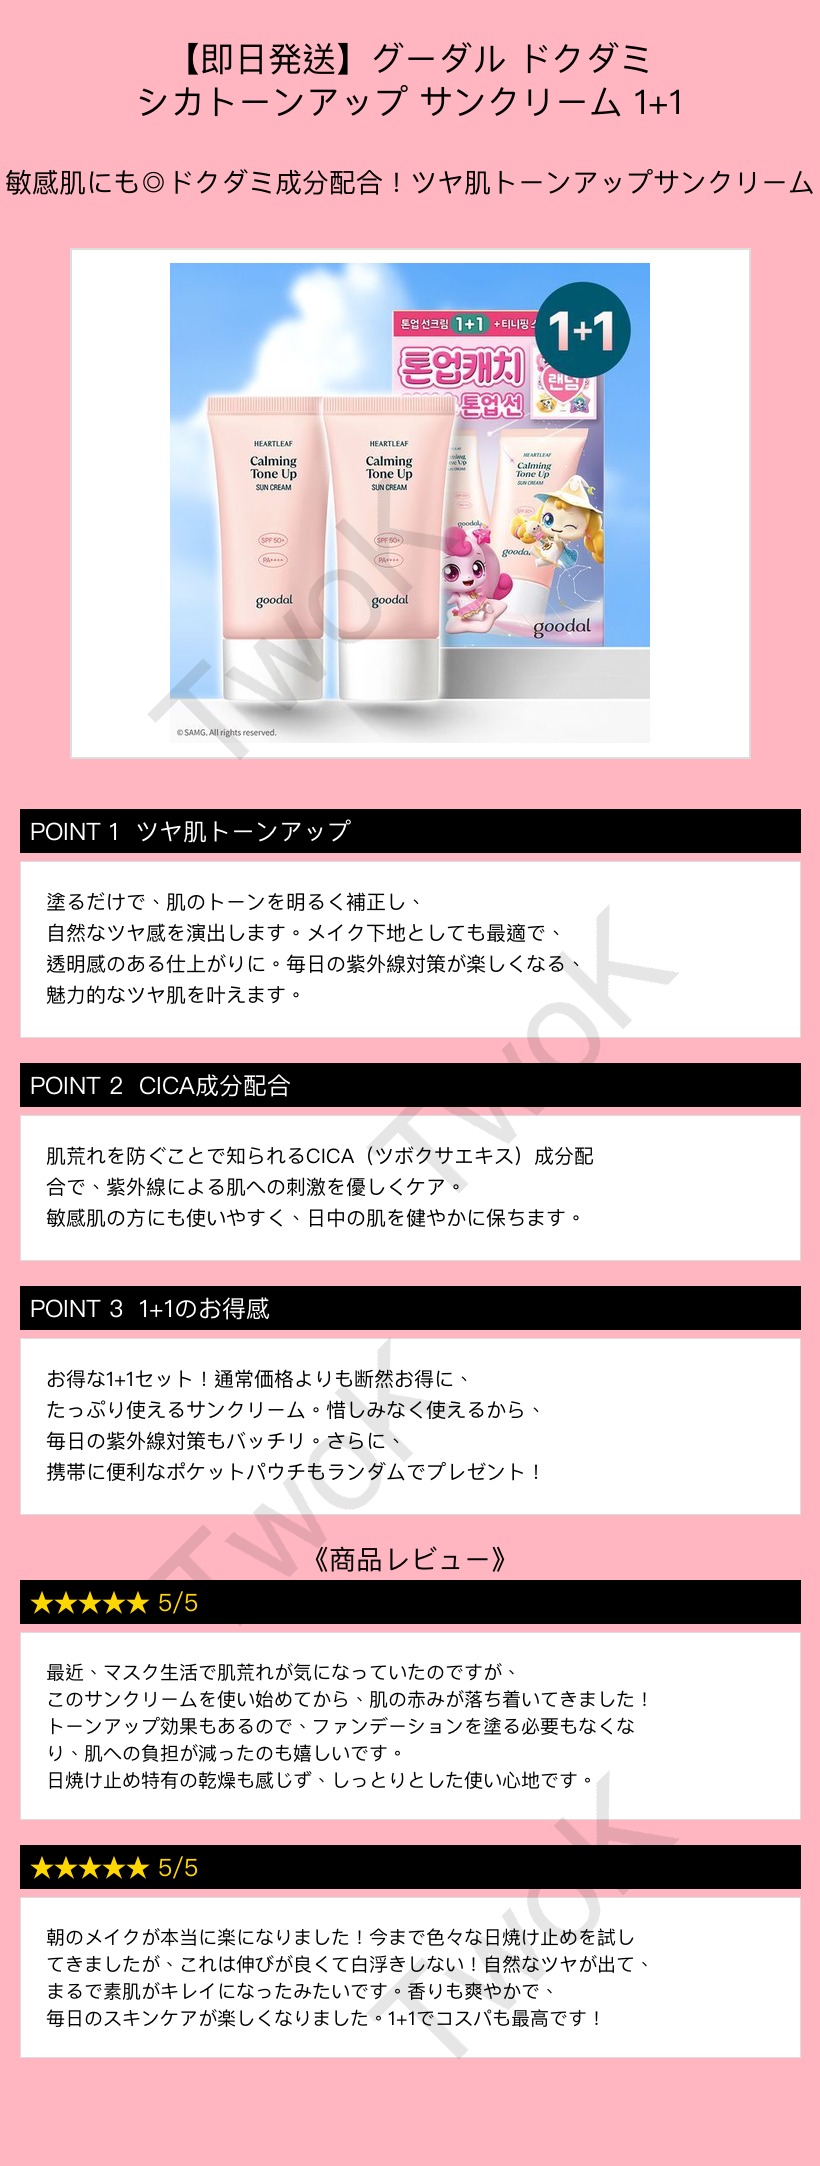 【即日発送】グーダル ドクダミ
シカトーンアップ サンクリーム 1+1
敏感肌にも◎ドクダミ成分配合！ツヤ肌トーンアップサンクリーム
톤업 선크림 1+1 +티니핑
1+1
톤업캐치
톤업 선
랜덤
HEARTLEAF
Calming
Tone Up
SUN CREAM
SPF 50+
PA++++
goodal
HEARTLEAF
Calming
Tone Up
SUN CREAM
SPF 50+
PA++++
goodal
HEARTLEAF
Calming
Tone Up
SUN CREAM
goodal
© SAMG. All rights reserved.
TwoK
POINT 1 ツヤ肌トーンアップ
塗るだけで、肌のトーンを明るく補正し、
自然なツヤ感を演出します。メイク下地としても最適で、
透明感のある仕上がりに。毎日の紫外線対策が楽しくなる、
魅力的なツヤ肌を叶えます。
TwoK
POINT 2 CICA成分配合
肌荒れを防ぐことで知られるCICA（ツボクサエキス）成分配
合で、紫外線による肌への刺激を優しくケア。
敏感肌の方にも使いやすく、日中の肌を健やかに保ちます。
POINT 3 1+1のお得感
お得な1+1セット！通常価格よりも断然お得に、
たっぷり使えるサンクリーム。惜しみなく使えるから、
毎日の紫外線対策もバッチリ。さらに、
携帯に便利なポケットパウチもランダムでプレゼント！
TwoK
《商品レビュー》
★★★★★ 5/5
最近、マスク生活で肌荒れが気になっていたのですが、
このサンクリームを使い始めてから、肌の赤みが落ち着いてきました！
トーンアップ効果もあるので、ファンデーションを塗る必要もなくな
り、肌への負担が減ったのも嬉しいです。
日焼け止め特有の乾燥も感じず、しっとりとした使い心地です。
★★★★★ 5/5
朝のメイクが本当に楽になりました！今まで色々な日焼け止めを試し
てきましたが、これは伸びが良くて白浮きしない！自然なツヤが出て、
まるで素肌がキレイになったみたいです。香りも爽やかで、
毎日のスキンケアが楽しくなりました。1+1でコスパも最高です！
TwoK